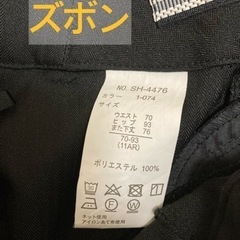 ズボン
NO. SH-4476
カラー 1-074
サイズ
ウエスト 70
ヒップ 93
また下丈 76
70-93
(11AR)
ポリエステル 100%
ネット使用
アイロンあて布使用